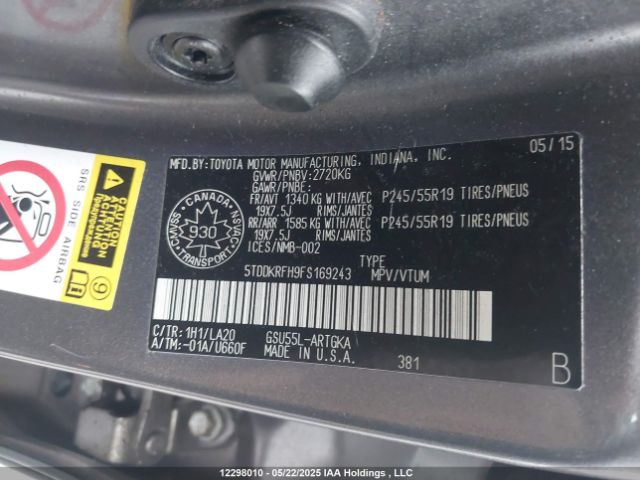 MFD.BY:TOYOTA MOTOR MANUFACTURING, INDIANA, INC. 05/15
GVWR/PNBV:2720KG
GAWR/PNBE:
FR/AVT 1340 KG WITH/AVEC P245/55R19 TIRES/PNEUS
19X7.5J RIMS/JANTES
RR/ARR 1585 KG WITH/AVEC P245/55R19 TIRES/PNEUS
19X7.5J RIMS/JANTES
ICES/NMB-002
CANADA
930
TRANSPORT
TYPE
5TDDKRFH9FS169243 MPV/VTUM
C/TR: 1H1/LA20 GSU55L-ARTGKA
A/TM: -01A/U660F MADE IN U.S.A. 381
B
SRS SIDE AIRBAG
CAUTION
9
12298010 - 05/22/2025 IAA Holdings , LLC